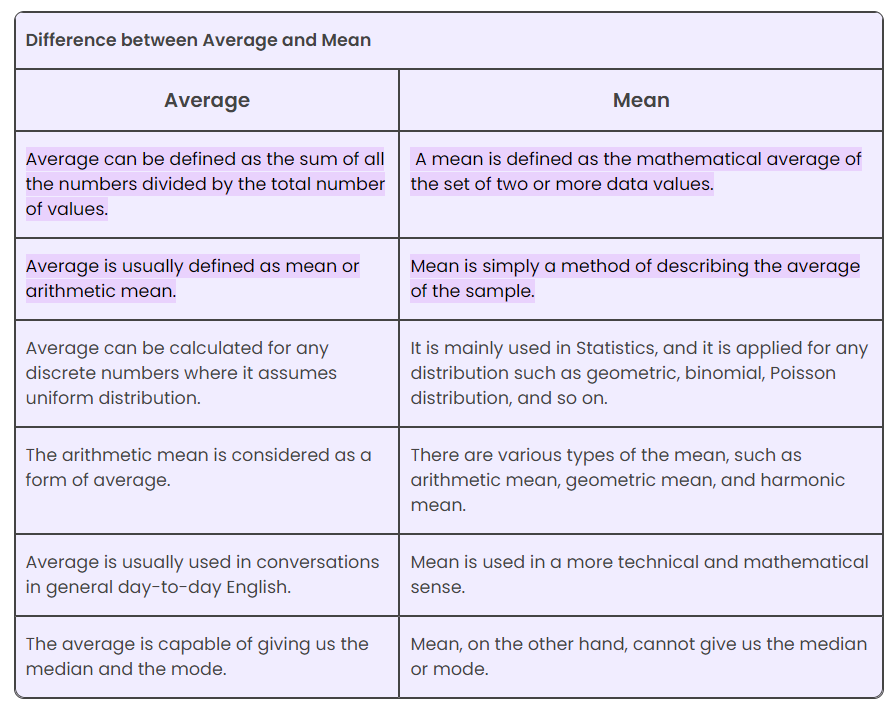 Difference between Average and Mean
Average
Mean
Average can be defined as the sum of all
the numbers divided by the total number
of values.
A mean is defined as the mathematical average of
the set of two or more data values.
Average is usually defined as mean or
arithmetic mean.
Mean is simply a method of describing the average
of the sample.
Average can be calculated for any
discrete numbers where it assumes
uniform distribution.
It is mainly used in Statistics, and it is applied for any
distribution such as geometric, binomial, Poisson
distribution, and so on.
The arithmetic mean is considered as a
form of average.
There are various types of the mean, such as
arithmetic mean, geometric mean, and harmonic
mean.
Average is usually used in conversations
in general day-to-day English.
Mean is used in a more technical and mathematical
sense.
The average is capable of giving us the
median and the mode.
Mean, on the other hand, cannot give us the median
or mode.